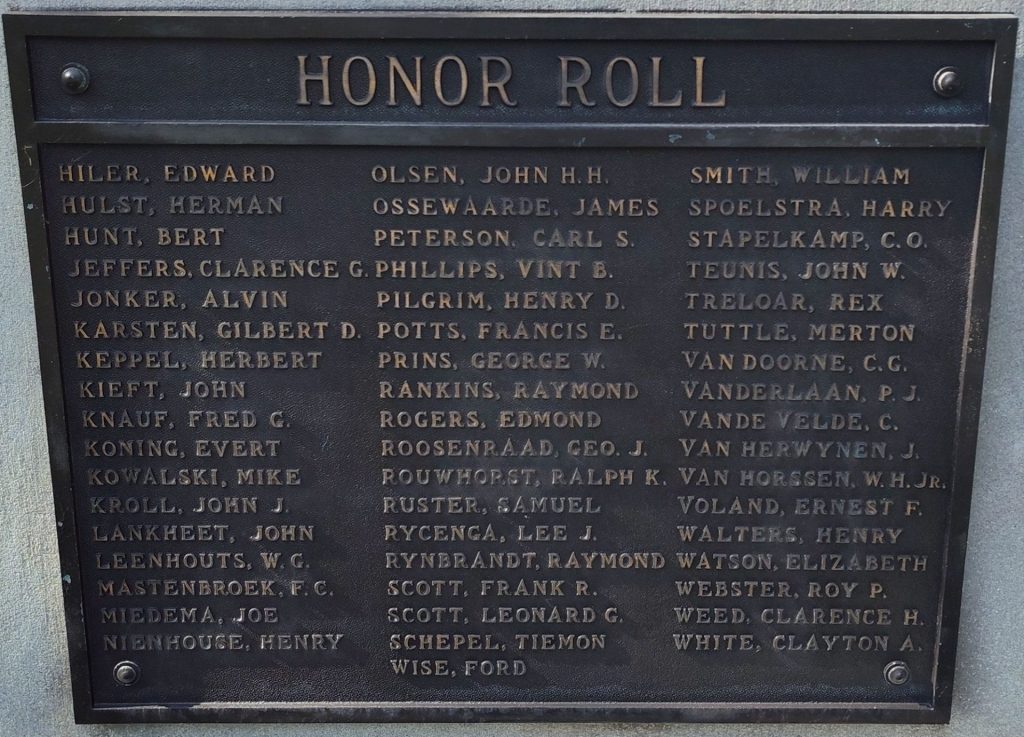 HONOR ROLL
HILER, EDWARD
HULST, HERMAN
HUNT, BERT
JEFFERS, CLARENCE G.
JONKER, ALVIN
KARSTEN, GILBERT D.
KEPPEL, HERBERT
KIEFT, JOHN
KNAUF, FRED G.
KONING, EVERT
KOWALSKI, MIKE
KROLL, JOHN J.
LANKHEET, JOHN
LEENHOUTS, W.G.
MASTENBROEK, F.C.
MIEDEMA, JOE
NIENHOUSE, HENRY
OLSEN, JOHN H.H.
OSSEWAARDE, JAMES
PETERSON, CARL S.
PHILLIPS, VINT B.
PILGRIM, HENRY D.
POTTS, FRANCIS E.
PRINS, GEORGE W.
RANKINS, RAYMOND
ROGERS, EDMOND
ROOSENRAAD, GEO. J.
ROUWHORST, RALPH K.
RUSTER, SAMUEL
RYCENGA, LEE J.
RYNBRANDT, RAYMOND
SCOTT, FRANK R.
SCOTT, LEONARD G.
SCHEPEL, TIEMON
WISE, FORD
SMITH, WILLIAM
SPOELSTRA, HARRY
STAPELKAMP, C.O.
TEUNIS, JOHN W.
TRELOAR, REX
TUTTLE, MERTON
VAN DOORNE, C.G.
VANDERLAAN, P.J.
VANDE VELDE, C.
VAN HERWYNEN, J.
VAN HORSSEN, W.H.JR.
VOLAND, ERNEST F.
WALTERS, HENRY
WATSON, ELIZABETH
WEBSTER, ROY P.
WEED, CLARENCE H.
WHITE, CLAYTON A.